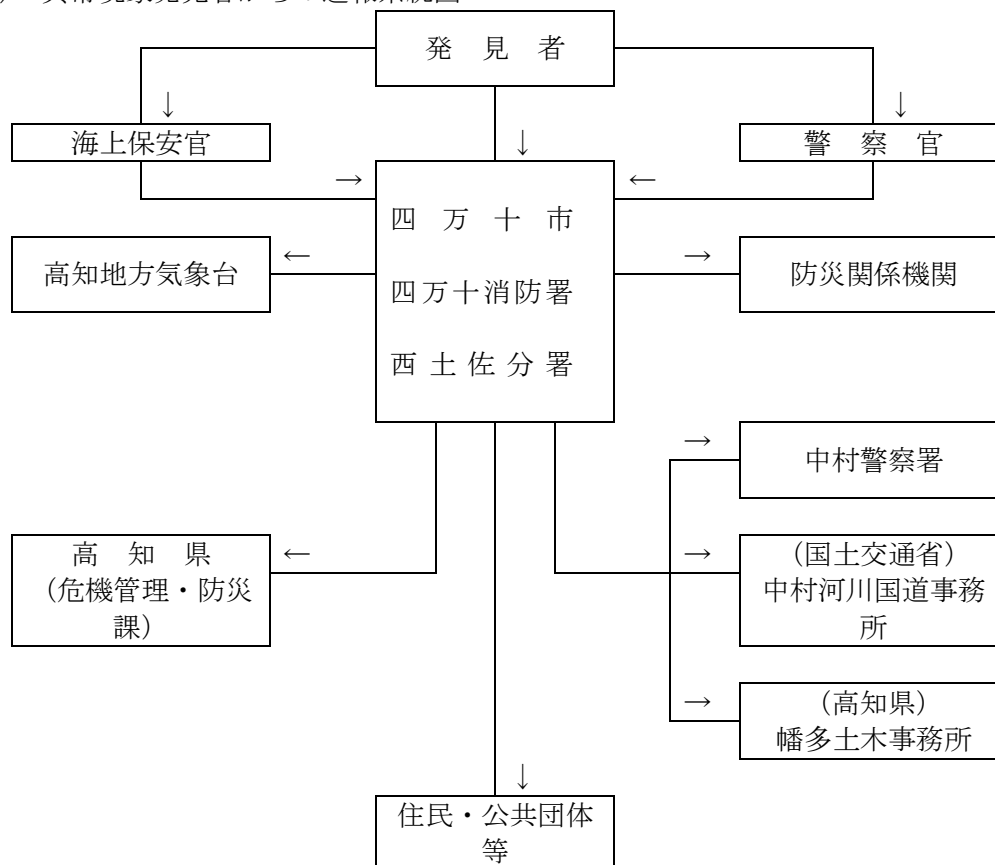 発　見　者
↓
↓
海上保安官
↓
警　察　官
→
←
四　万　十　市
高知地方気象台
←
→
防災関係機関
四万十消防署
西土佐分署
→
中村警察署
高　知　県
（危機管理・防災
課）
←
→
（国土交通省）
中村河川国道事務
所
→
（高知県）
幡多土木事務所
↓
住民・公共団体
等